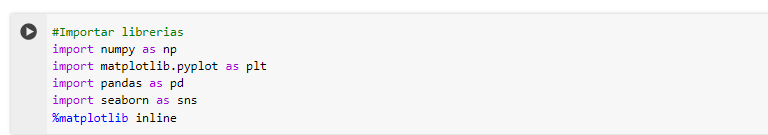 #Importar librerias
import numpy as np
import matplotlib.pyplot as plt
import pandas as pd
import seaborn as sns
%matplotlib inline